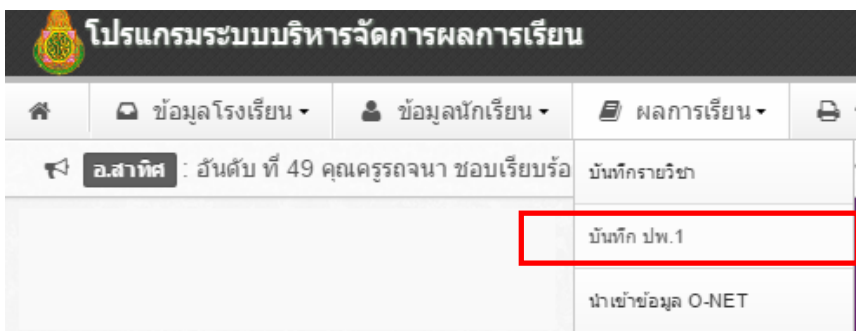 โปรแกรมระบบบริหารจัดการผลการเรียน
ข้อมูลโรงเรียน ข้อมูลนักเรียน ผลการเรียน
อ.สาทิศ : อันดับ ที่ 49 คุณครูรถจนา ชอบเรียบร้อ
บันทึกรายวิชา
บันทึก ปพ.1
นำเข้าข้อมูล O-NET